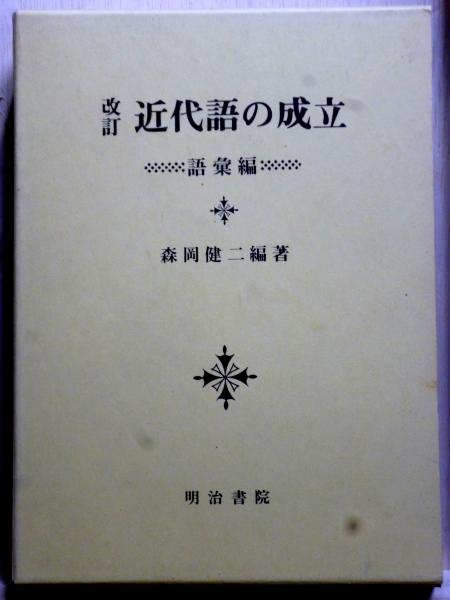 改訂 近代語の成立
語彙編
森岡健二編著
明治書院